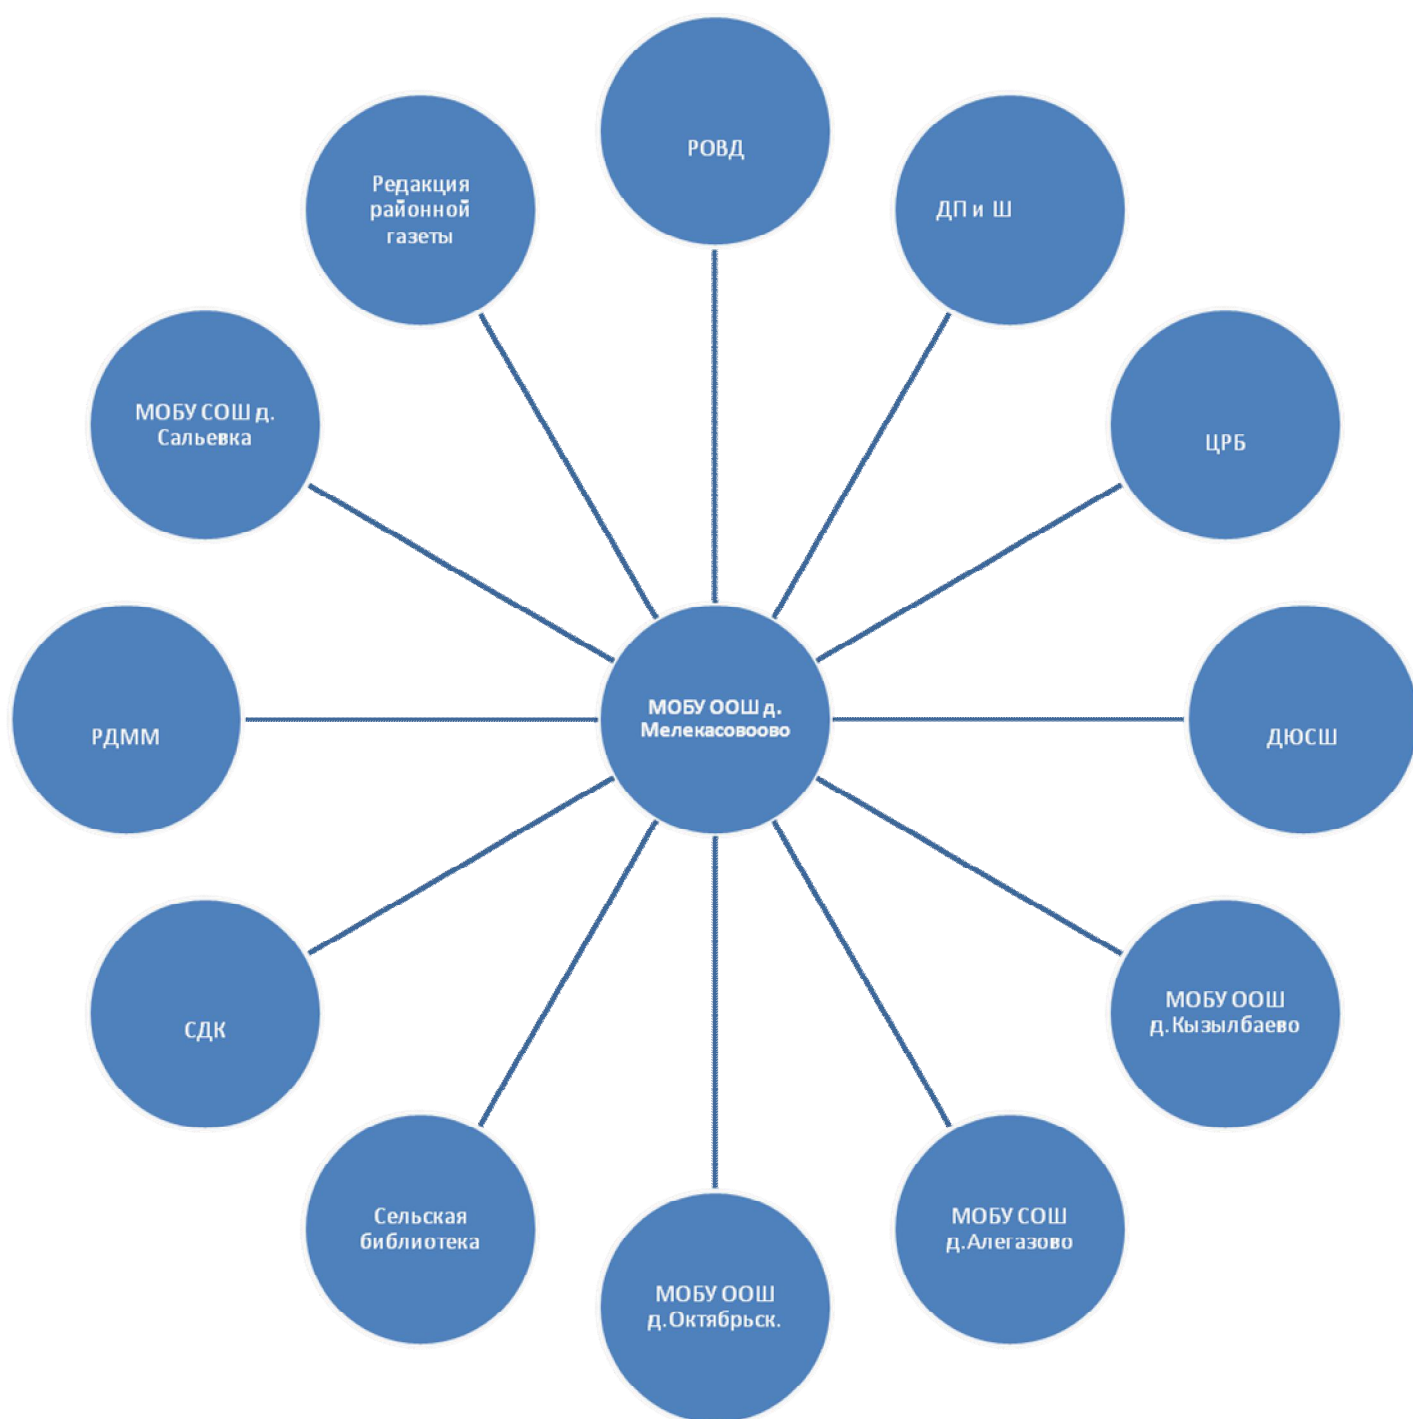 РОВД
ДП и Ш
Редакция
районной
газеты
МОБУ СОШ д.
Сальевка
ЦРБ
МОБУ ООШ д.
Мелекасовоово
РДММ
ДЮСШ
МОБУ ООШ
д.Кызылбаево
СДК
Сельская
библиотека
МОБУ СОШ
д.Алегазово
МОБУ ООШ
д.Октябрьск.